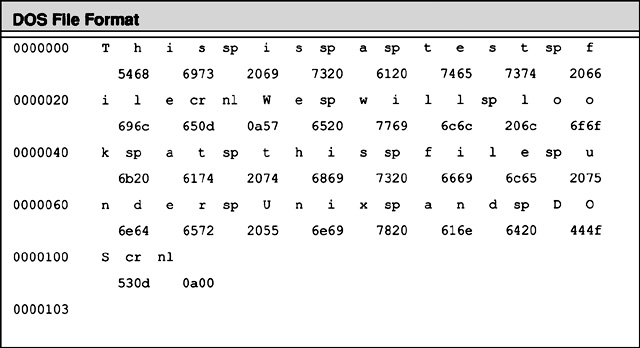 DOS File Format
0000000 T h i s sp i s sp a sp t e s t sp f
5468 6973 2069 7320 6120 7465 7374 2066
0000020 i l e cr nl W e sp w i l l sp l o o
696c 650d 0a57 6520 7769 6c6c 206c 6f6f
0000040 k sp a t sp t h i s sp f i l e sp u
6b20 6174 2074 6869 7320 6669 6c65 2075
0000060 n d e r sp U n i x sp a n d sp D O
6e64 6572 2055 6e69 7820 616e 6420 444f
0000100 S cr nl
530d 0a00
0000103